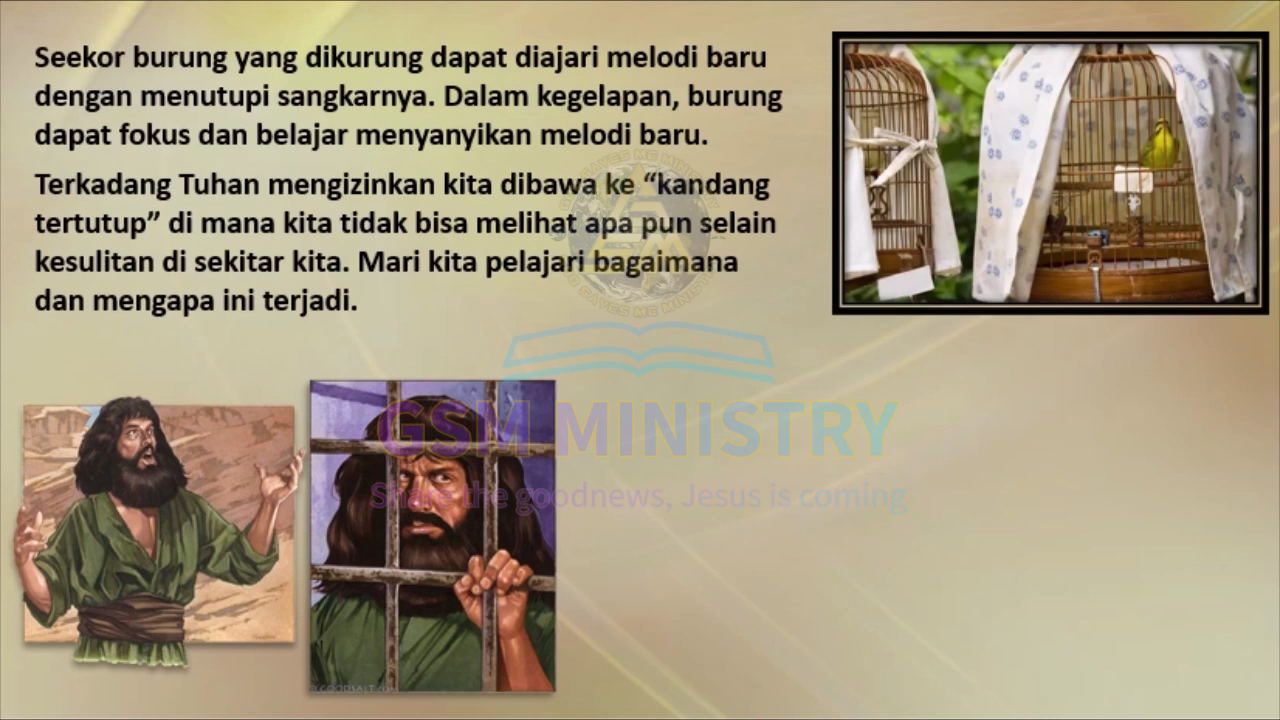 Seekor burung yang dikurung dapat diajari melodi baru
dengan menutupi sangkarnya. Dalam kegelapan, burung
dapat fokus dan belajar menyanyikan melodi baru.
Terkadang Tuhan mengizinkan kita dibawa ke “kandang
tertutup” di mana kita tidak bisa melihat apa pun selain
kesulitan di sekitar kita. Mari kita pelajari bagaimana
dan mengapa ini terjadi.
GSM MINISTRY
Share the goodnews, Jesus is coming